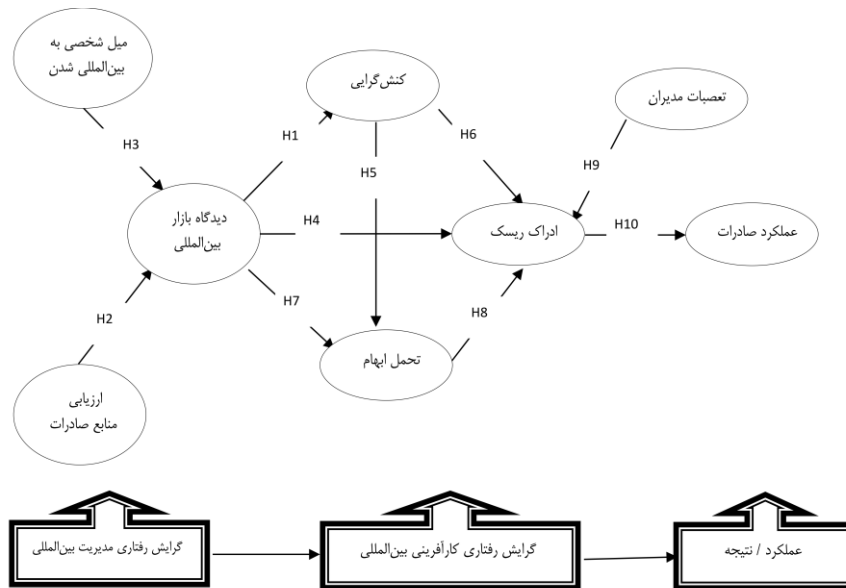 میل شخصی به
بین‌المللی شدن
کنش‌گرایی
تعصبات مدیران
H3
H1
H6
H5
H9
دیدگاه بازار
بین‌المللی
H4
ادراک ریسک
H10
عملکرد صادرات
H2
H7
H8
تحمل ابهام
ارزیابی
منابع صادرات
گرایش رفتاری مدیریت بین‌المللی
گرایش رفتاری کارآفرینی بین‌المللی
عملکرد / نتیجه